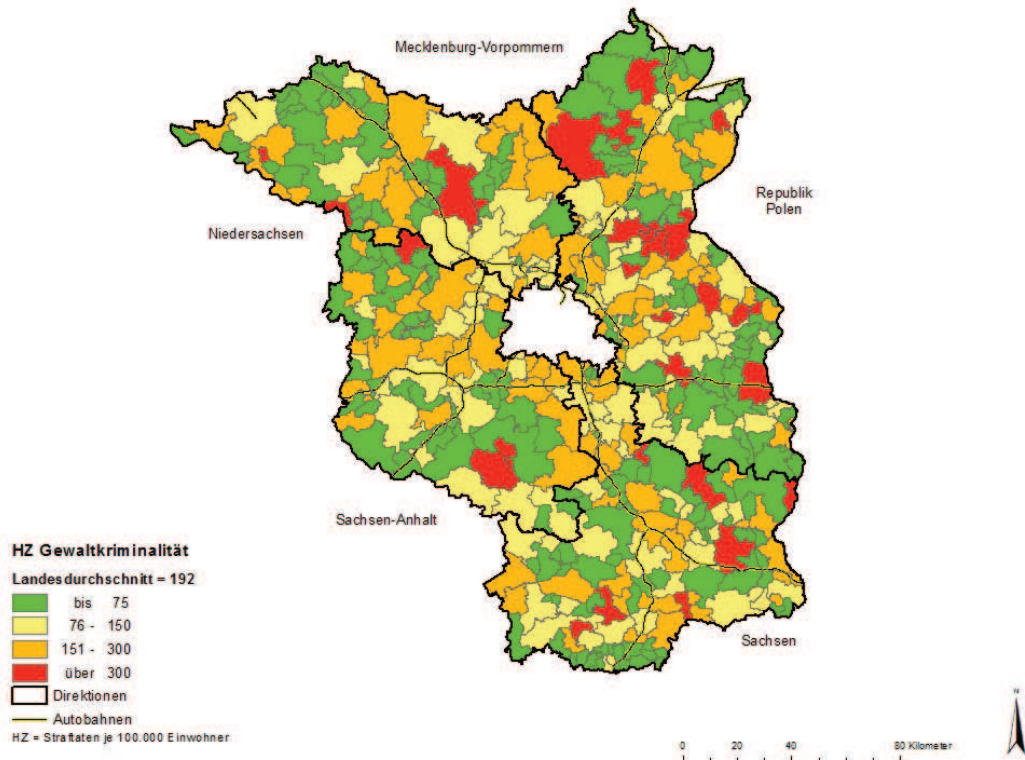 Mecklenburg-Vorpommern
Republik
Polen
Niedersachsen
Sachsen-Anhalt
Sachsen
HZ Gewaltkriminalität
Landesdurchschnitt = 192
bis 75
76 - 150
151 - 300
über 300
Direktionen
Autobahnen
HZ = Straftaten je 100.000 Einwohner
N
0 20 40 80 Kilometer